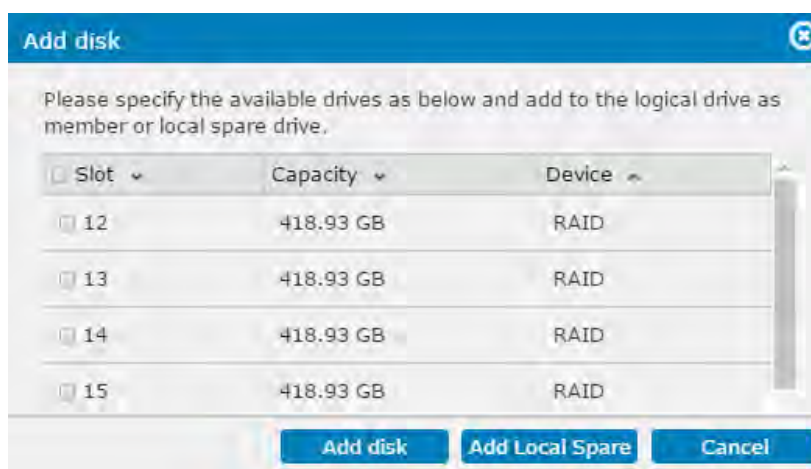 Add disk
Please specify the available drives as below and add to the logical drive as
member or local spare drive.
Slot Capacity Device
12 418.93 GB RAID
13 418.93 GB RAID
14 418.93 GB RAID
15 418.93 GB RAID
Add disk Add Local Spare Cancel